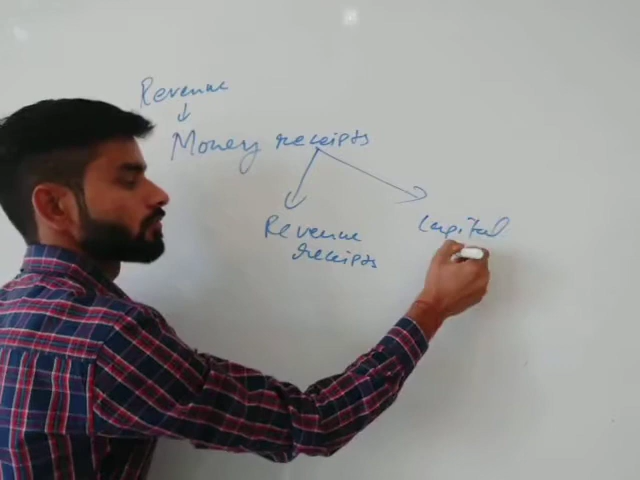 Revenue
Money receipts
Revenue
receipts
Capital